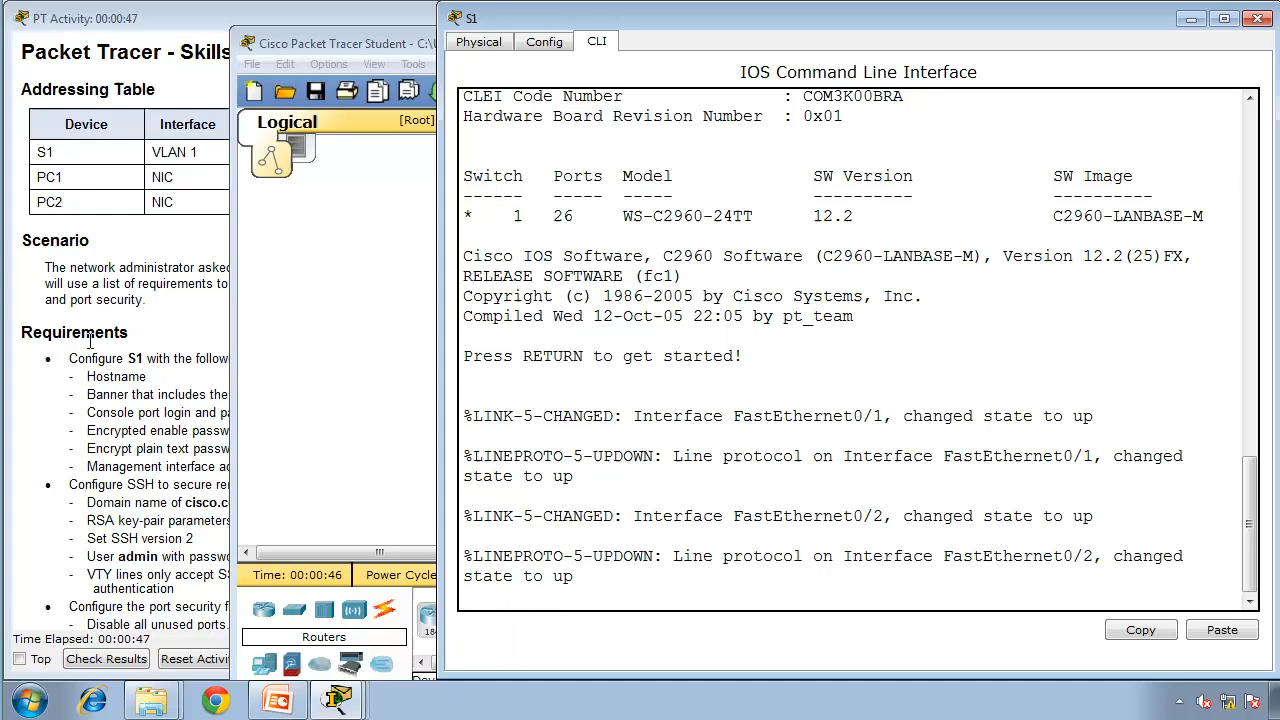 PT Activity: 00:00:47
Packet Tracer - Skills
Addressing Table
Device Interface
S1 VLAN 1
PC1 NIC
PC2 NIC
Scenario
The network administrator asked
will use a list of requirements to
and port security.
Requirements
• Configure S1 with the follow
- Hostname
- Banner that includes the
- Console port login and pa
- Encrypted enable passw
- Encrypt plain text passw
- Management interface ad
• Configure SSH to secure re
- Domain name of cisco.c
- RSA key-pair parameters
- Set SSH version 2
- User admin with passwo
- VTY lines only accept SS
authentication
• Configure the port security f
- Disable all unused ports.
Time Elapsed: 00:00:47
Top Check Results Reset Activi
Cisco Packet Tracer Student - C:\
File Edit Options View Tools
Logical [Root]
Time: 00:00:46 Power Cycle
Routers
18
S1
Physical Config CLI
IOS Command Line Interface
CLEI Code Number : COM3K00BRA
Hardware Board Revision Number : 0x01
Switch Ports Model SW Version SW Image
------ ----- ----- ---------- ----------
* 1 26 WS-C2960-24TT 12.2 C2960-LANBASE-M
Cisco IOS Software, C2960 Software (C2960-LANBASE-M), Version 12.2(25)FX,
RELEASE SOFTWARE (fc1)
Copyright (c) 1986-2005 by Cisco Systems, Inc.
Compiled Wed 12-Oct-05 22:05 by pt_team
Press RETURN to get started!
%LINK-5-CHANGED: Interface FastEthernet0/1, changed state to up
%LINEPROTO-5-UPDOWN: Line protocol on Interface FastEthernet0/1, changed
state to up
%LINK-5-CHANGED: Interface FastEthernet0/2, changed state to up
%LINEPROTO-5-UPDOWN: Line protocol on Interface FastEthernet0/2, changed
state to up
Copy Paste